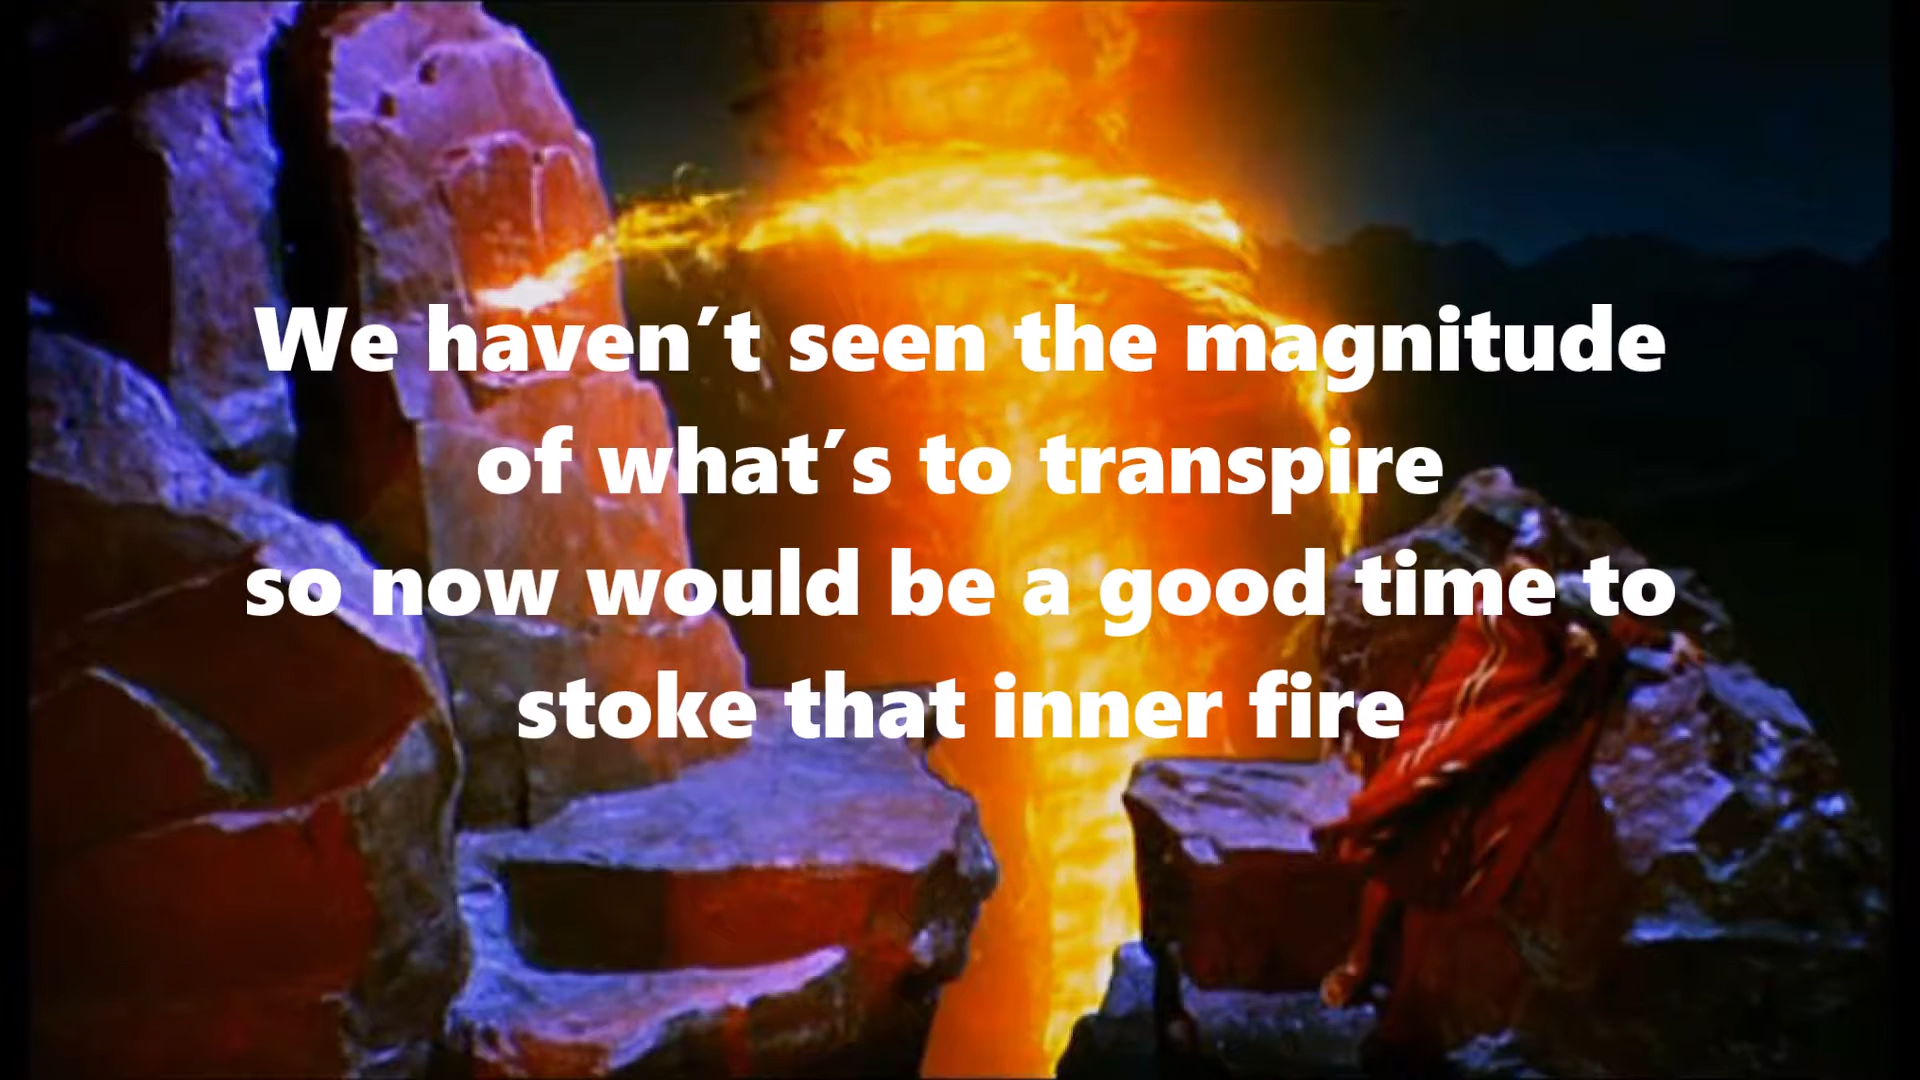 We haven′t seen the magnitude
of what′s to transpire
so now would be a good time to
stoke that inner fire